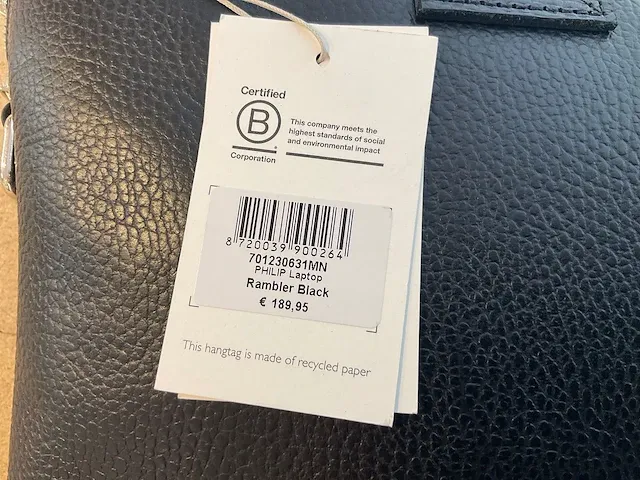 Certified
B
Corporation
This company meets the
highest standards of social
and environmental impact
8 720039 900264
701230631MN
PHILIP Laptop
Rambler Black
€ 189,95
This hangtag is made of recycled paper